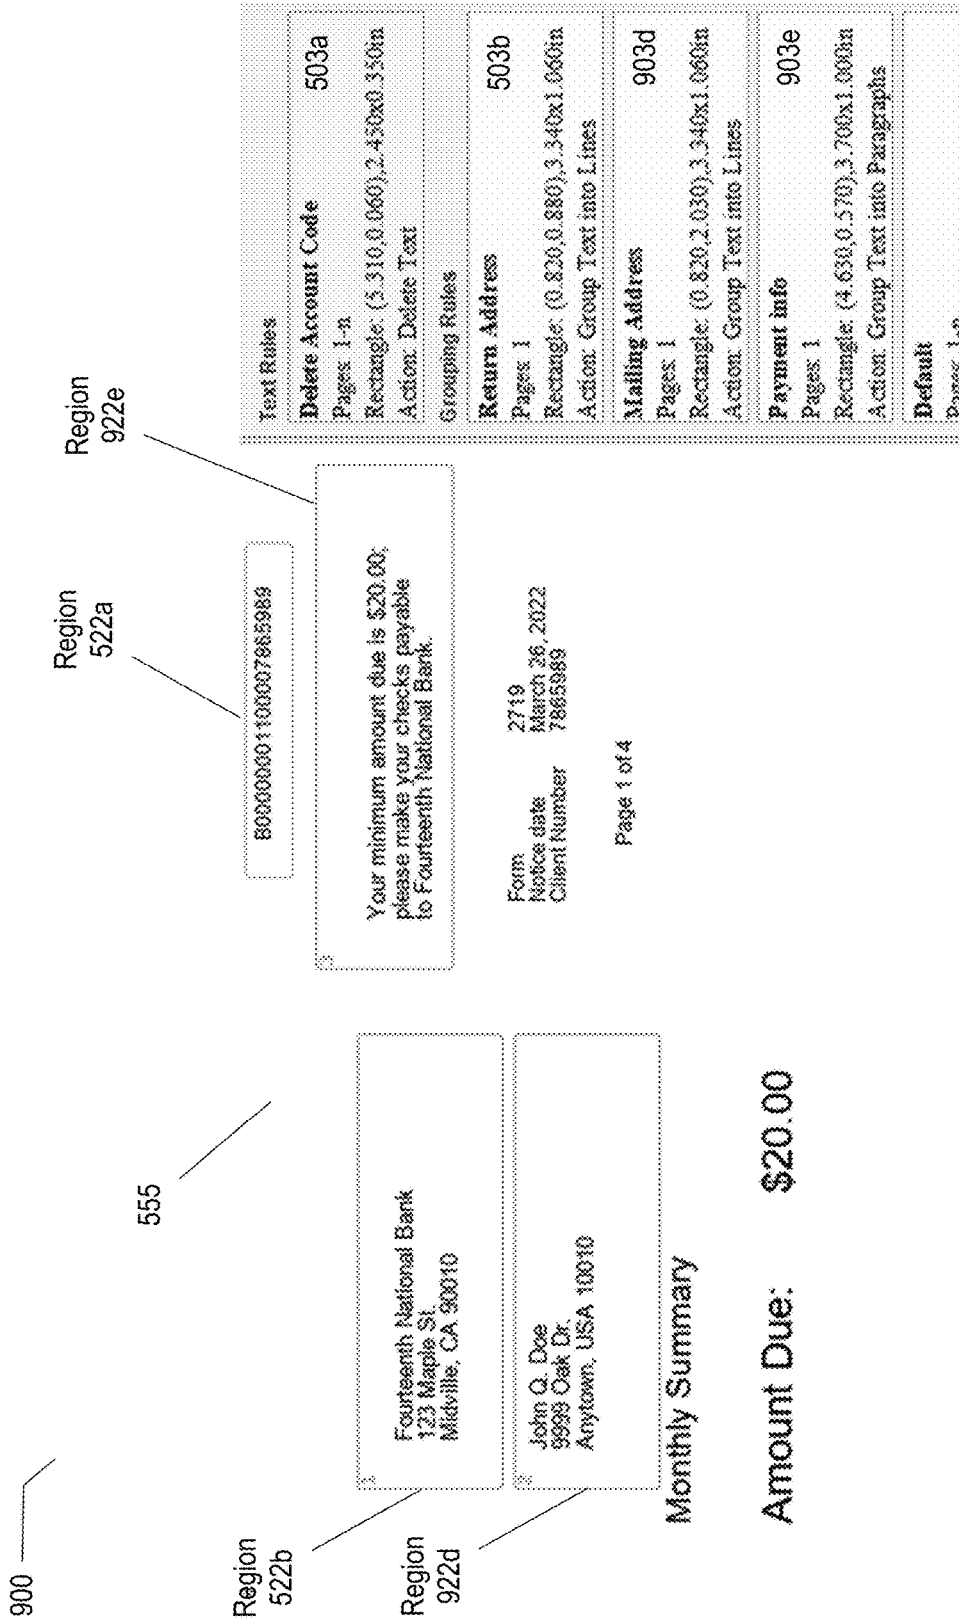 900
555
Region
522a
Region
922e
Region
522b
Region
922d
B00000001100007865989
1
Fourteenth National Bank
123 Maple St.
Midville, CA 90010
3
Your minimum amount due is $20.00;
please make your checks payable
to Fourteenth National Bank.
2
John Q. Doe
9999 Oak Dr.
Anytown, USA 10010
Form 2719
Notice date March 26, 2022
Client Number 7865989
Page 1 of 4
Monthly Summary
Amount Due: $20.00
Text Rules
Delete Account Code 503a
Pages: 1-n
Rectangle: (5.310,0.060),2.450x0.350in
Action: Delete Text
Grouping Rules
Return Address 503b
Pages: 1
Rectangle: (0.820,0.880),3.340x1.060in
Action: Group Text into Lines
Mailing Address 903d
Pages: 1
Rectangle: (0.820,2.030),3.340x1.060in
Action: Group Text into Lines
Payment info 903e
Pages: 1
Rectangle: (4.630,0.570),3.700x1.000in
Action: Group Text into Paragraphs
Default
Pages: 1-n